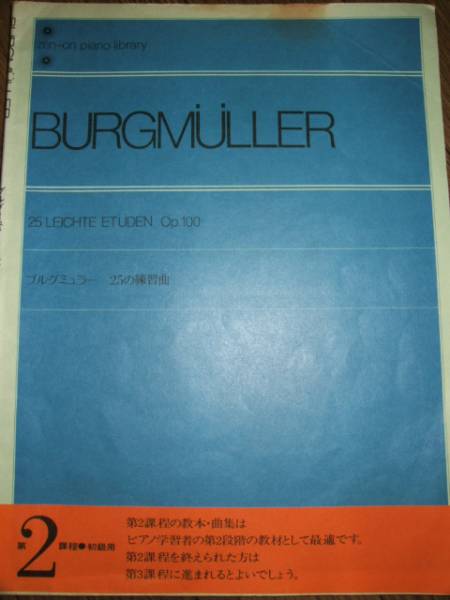 zen-on piano library
BURGMÜLLER
25 LEICHTE ETÜDEN Op.100
ブルグミュラー 25の練習曲
第2課程●初級用
第2課程の教本・曲集は
ピアノ学習者の第2段階の教材として最適です。
第2課程を終えられた方は
第3課程に進まれるとよいでしょう。
BURGMÜLLER